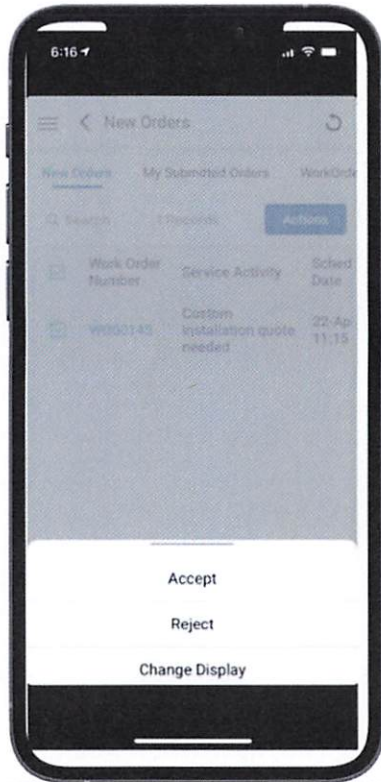 6:16
New Orders
New Orders My Submitted Orders WorkOrde
Search 1 Records Actions
Work Order Number Service Activity Sched Date
Custom installation quote needed 22-Ap 11:15
Accept
Reject
Change Display